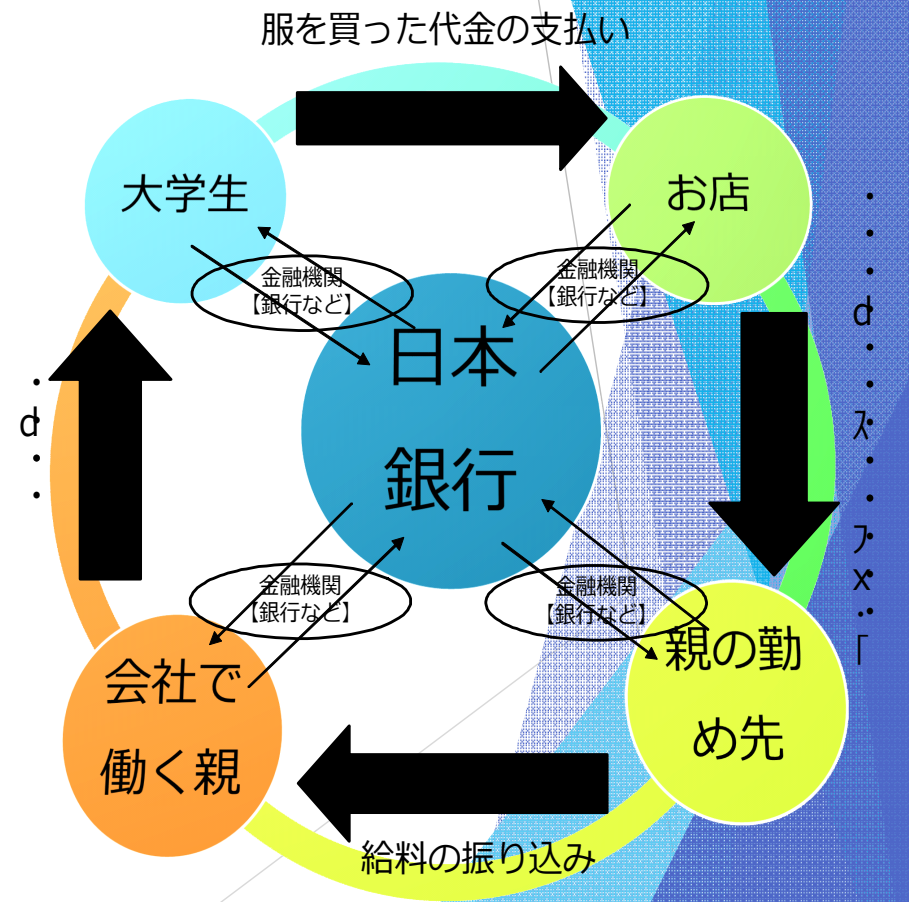 服を買った代金の支払い
大学生
お店
金融機関
【銀行など】
金融機関
【銀行など】
日本
銀行
金融機関
【銀行など】
金融機関
【銀行など】
会社で
働く親
親の勤
め先
給料の振り込み